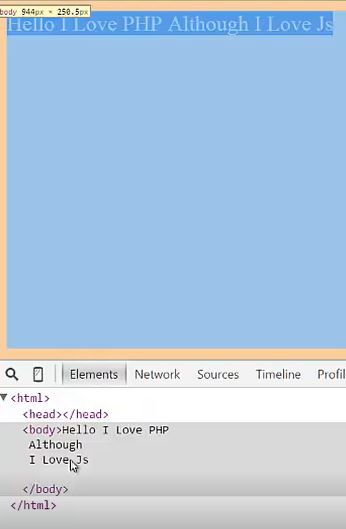 body 944px × 250.5px
Hello I Love PHP Although I Love Js
Elements Network Sources Timeline Profil
<html>
<head></head>
<body>Hello I Love PHP
Although
I Love Js
</body>
</html>